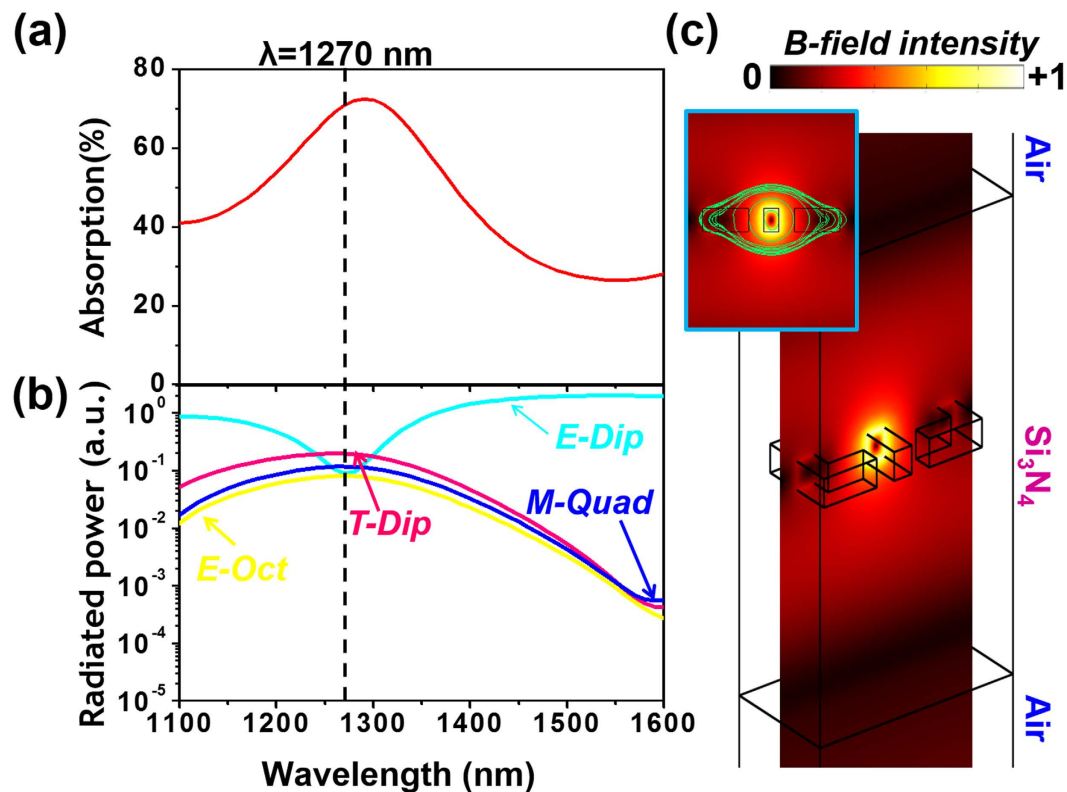 (a)
λ=1270 nm
80
60
40
20
0
Absorption(%)
(b)
10⁰
10⁻¹
10⁻²
10⁻³
10⁻⁴
10⁻⁵
Radiated power (a.u.)
E-Dip
T-Dip
M-Quad
E-Oct
1100 1200 1300 1400 1500 1600
Wavelength (nm)
(c)
B-field intensity
0 +1
Air
Si₃N₄
Air